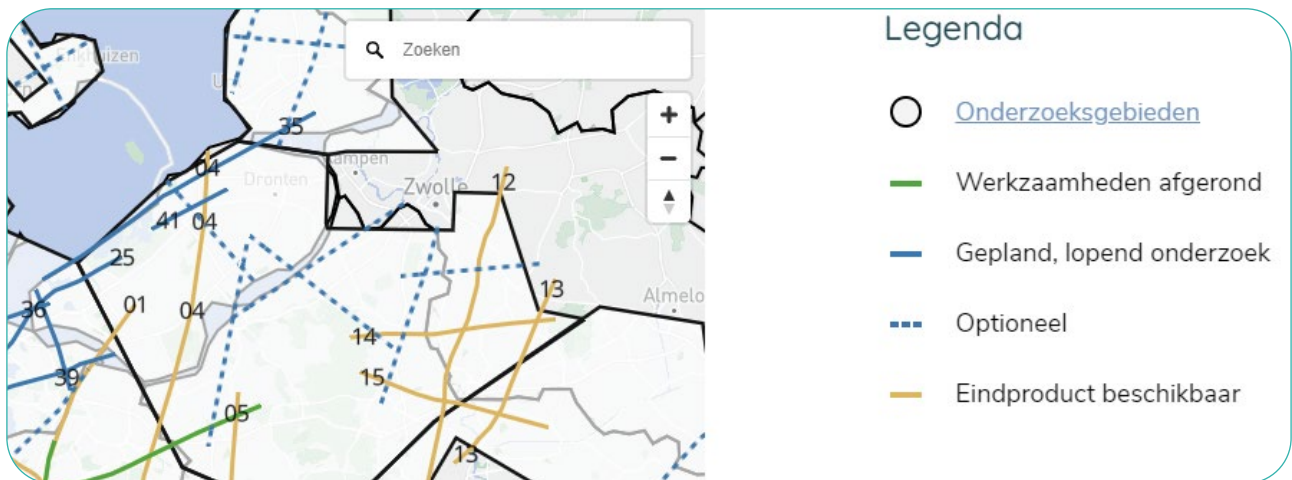 Enkhuizen
Zoeken
35
04
Kampen
Dronten
Zwolle
12
41
04
25
13
36
01
04
Almelo
14
39
15
05
13
Legenda
Onderzoeksgebieden
Werkzaamheden afgerond
Gepland, lopend onderzoek
Optioneel
Eindproduct beschikbaar